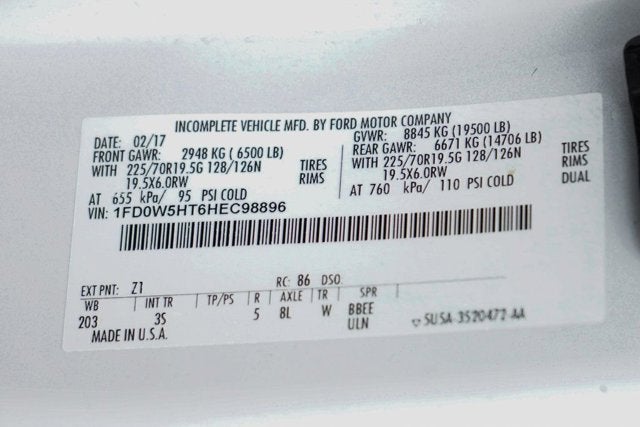 INCOMPLETE VEHICLE MFD. BY FORD MOTOR COMPANY
DATE: 02/17 GVWR: 8845 KG (19500 LB)
FRONT GAWR: 2948 KG ( 6500 LB) REAR GAWR: 6671 KG (14706 LB)
WITH 225/70R19.5G 128/126N TIRES WITH 225/70R19.5G 128/126N TIRES
19.5X6.0RW RIMS 19.5X6.0RW RIMS
AT 655 kPa/ 95 PSI COLD AT 760 kPa/ 110 PSI COLD DUAL
VIN: 1FD0W5HT6HEC98896
EXT PNT: Z1 RC: 86 DSO:
WB INT TR TP/PS R AXLE TR SPR
203 3S 5 8L W BBEE
ULN
MADE IN U.S.A. 5USA-3520472-AA